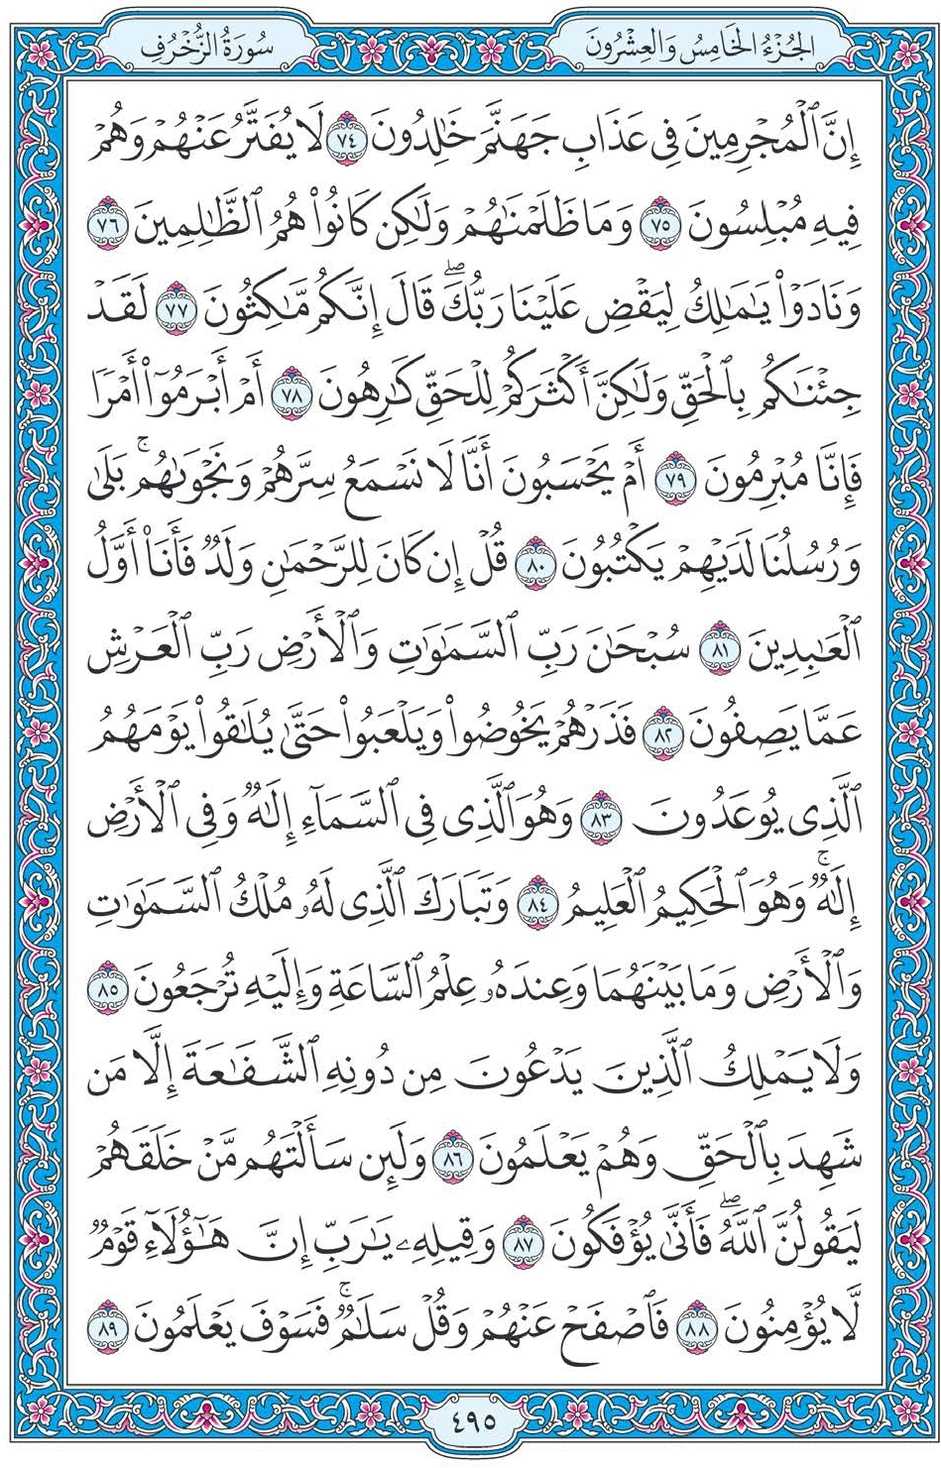 الجُزْءُ الخَامِسُ وَالعِشْرُونَ
سُورَةُ الزُّخْرُفِ
إِنَّ ٱلْمُجْرِمِينَ فِى عَذَابِ جَهَنَّمَ خَٰلِدُونَ ٧٤ لَا يُفَتَّرُ عَنْهُمْ وَهُمْ
فِيهِ مُبْلِسُونَ ٧٥ وَمَا ظَلَمْنَٰهُمْ وَلَٰكِن كَانُوا۟ هُمُ ٱلظَّٰلِمِينَ ٧٦
وَنَادَوْا۟ يَٰمَٰلِكُ لِيَقْضِ عَلَيْنَا رَبُّكَ ۖ قَالَ إِنَّكُم مَّٰكِثُونَ ٧٧ لَقَدْ
جِئْنَٰكُم بِٱلْحَقِّ وَلَٰكِنَّ أَكْثَرَكُمْ لِلْحَقِّ كَٰرِهُونَ ٧٨ أَمْ أَبْرَمُوٓا۟ أَمْرًا
فَإِنَّا مُبْرِمُونَ ٧٩ أَمْ يَحْسَبُونَ أَنَّا لَا نَسْمَعُ سِرَّهُمْ وَنَجْوَىٰهُم ۚ بَلَىٰ
وَرُسُلُنَا لَدَيْهِمْ يَكْتُبُونَ ٨٠ قُلْ إِن كَانَ لِلرَّحْمَٰنِ وَلَدٌ فَأَنَا۠ أَوَّلُ
ٱلْعَٰبِدِينَ ٨١ سُبْحَٰنَ رَبِّ ٱلسَّمَٰوَٰتِ وَٱلْأَرْضِ رَبِّ ٱلْعَرْشِ
عَمَّا يَصِفُونَ ٨٢ فَذَرْهُمْ يَخُوضُوا۟ وَيَلْعَبُوا۟ حَتَّىٰ يُلَٰقُوا۟ يَوْمَهُمُ
ٱلَّذِى يُوعَدُونَ ٨٣ وَهُوَ ٱلَّذِى فِى ٱلسَّمَآءِ إِلَٰهٌ وَفِى ٱلْأَرْضِ
إِلَٰهٌ ۚ وَهُوَ ٱلْحَكِيمُ ٱلْعَلِيمُ ٨٤ وَتَبَارَكَ ٱلَّذِى لَهُۥ مُلْكُ ٱلسَّمَٰوَٰتِ
وَٱلْأَرْضِ وَمَا بَيْنَهُمَا وَعِندَهُۥ عِلْمُ ٱلسَّاعَةِ وَإِلَيْهِ تُرْجَعُونَ ٨٥
وَلَا يَمْلِكُ ٱلَّذِينَ يَدْعُونَ مِن دُونِهِ ٱلشَّفَٰعَةَ إِلَّا مَن
شَهِدَ بِٱلْحَقِّ وَهُمْ يَعْلَمُونَ ٨٦ وَلَئِن سَأَلْتَهُم مَّنْ خَلَقَهُمْ
لَيَقُولُنَّ ٱللَّهُ ۖ فَأَنَّىٰ يُؤْفَكُونَ ٨٧ وَقِيلِهِۦ يَٰرَبِّ إِنَّ هَٰٓؤُلَآءِ قَوْمٌ
لَّا يُؤْمِنُونَ ٨٨ فَٱصْفَحْ عَنْهُمْ وَقُلْ سَلَٰمٌ ۚ فَسَوْفَ يَعْلَمُونَ ٨٩
٤٩٥